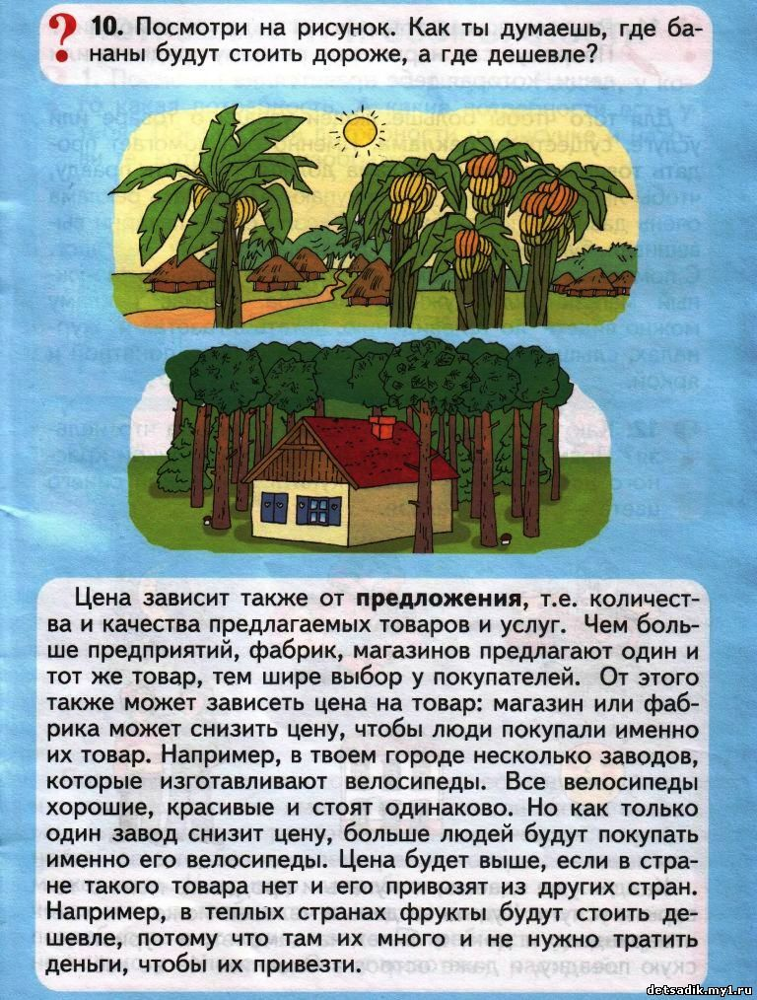 ? 10. Посмотри на рисунок. Как ты думаешь, где ба-
наны будут стоить дороже, а где дешевле?
Цена зависит также от предложения, т.е. количест-
ва и качества предлагаемых товаров и услуг. Чем боль-
ше предприятий, фабрик, магазинов предлагают один и
тот же товар, тем шире выбор у покупателей. От этого
также может зависеть цена на товар: магазин или фаб-
рика может снизить цену, чтобы люди покупали именно
их товар. Например, в твоем городе несколько заводов,
которые изготавливают велосипеды. Все велосипеды
хорошие, красивые и стоят одинаково. Но как только
один завод снизит цену, больше людей будут покупать
именно его велосипеды. Цена будет выше, если в стра-
не такого товара нет и его привозят из других стран.
Например, в теплых странах фрукты будут стоить де-
шевле, потому что там их много и не нужно тратить
деньги, чтобы их привезти.
detsadik.my1.ru